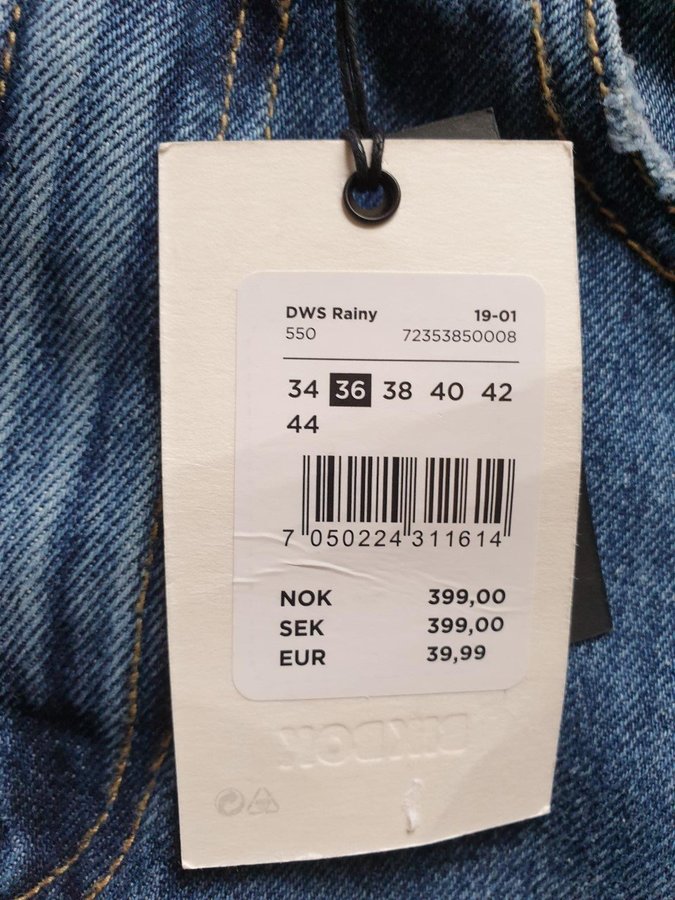 DWS Rainy 19-01
550 72353850008
34 36 38 40 42
44
7 050224 311614
NOK 399,00
SEK 399,00
EUR 39,99
BIKBOK